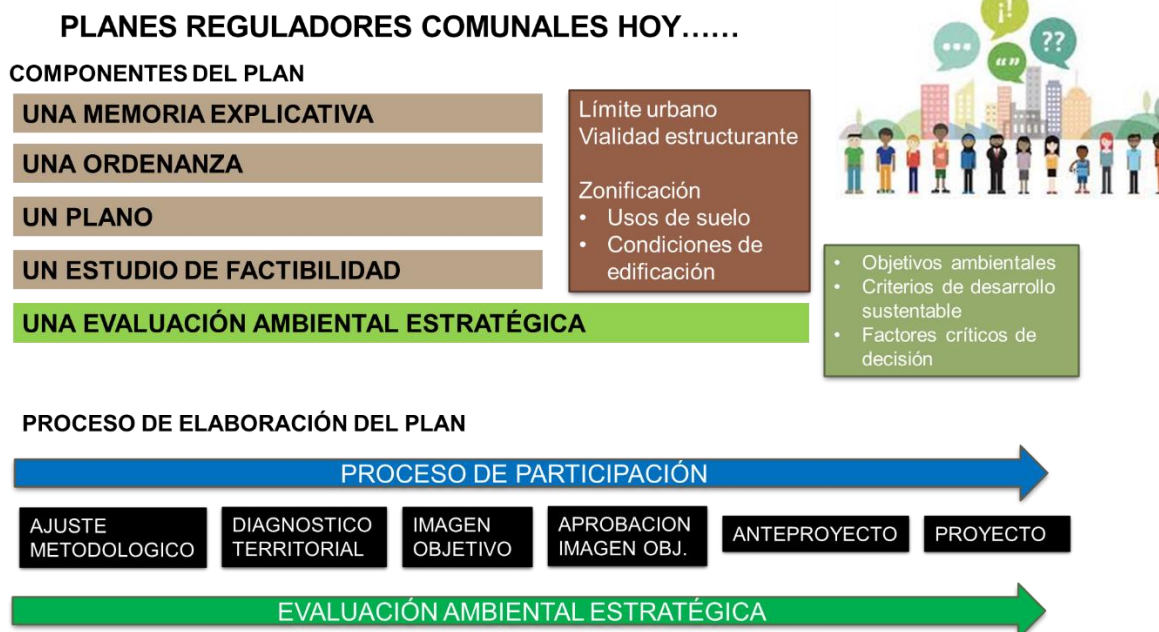 PLANES REGULADORES COMUNALES HOY……
COMPONENTES DEL PLAN
UNA MEMORIA EXPLICATIVA
UNA ORDENANZA
UN PLANO
UN ESTUDIO DE FACTIBILIDAD
UNA EVALUACIÓN AMBIENTAL ESTRATÉGICA
Límite urbano
Vialidad estructurante
Zonificación
• Usos de suelo
• Condiciones de
edificación
¡!
...
??
an
• Objetivos ambientales
• Criterios de desarrollo
sustentable
• Factores críticos de
decisión
PROCESO DE ELABORACIÓN DEL PLAN
PROCESO DE PARTICIPACIÓN
AJUSTE
METODOLOGICO
DIAGNOSTICO
TERRITORIAL
IMAGEN
OBJETIVO
APROBACION
IMAGEN OBJ.
ANTEPROYECTO
PROYECTO
EVALUACIÓN AMBIENTAL ESTRATÉGICA